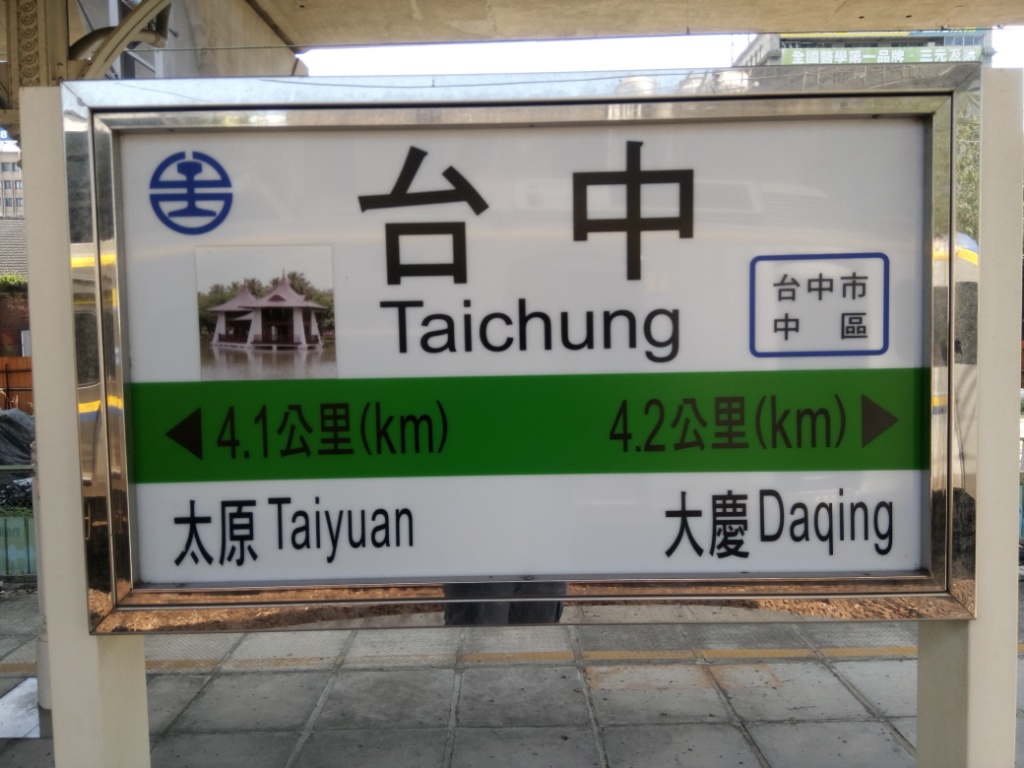 台中
Taichung
台中市
中 區
4.1公里(km)
4.2公里(km)
太原 Taiyuan
大慶 Daqing